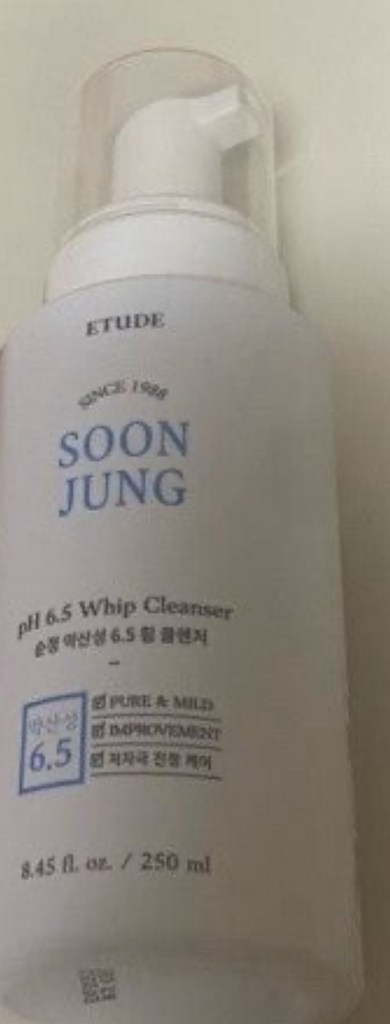 ETUDE
SINCE 1988
SOON
JUNG
pH 6.5 Whip Cleanser
순정 약산성 6.5 휩 클렌저
약산성
6.5
PURE & MILD
IMPROVEMENT
저자극 진정 케어
8.45 fl. oz. / 250 ml